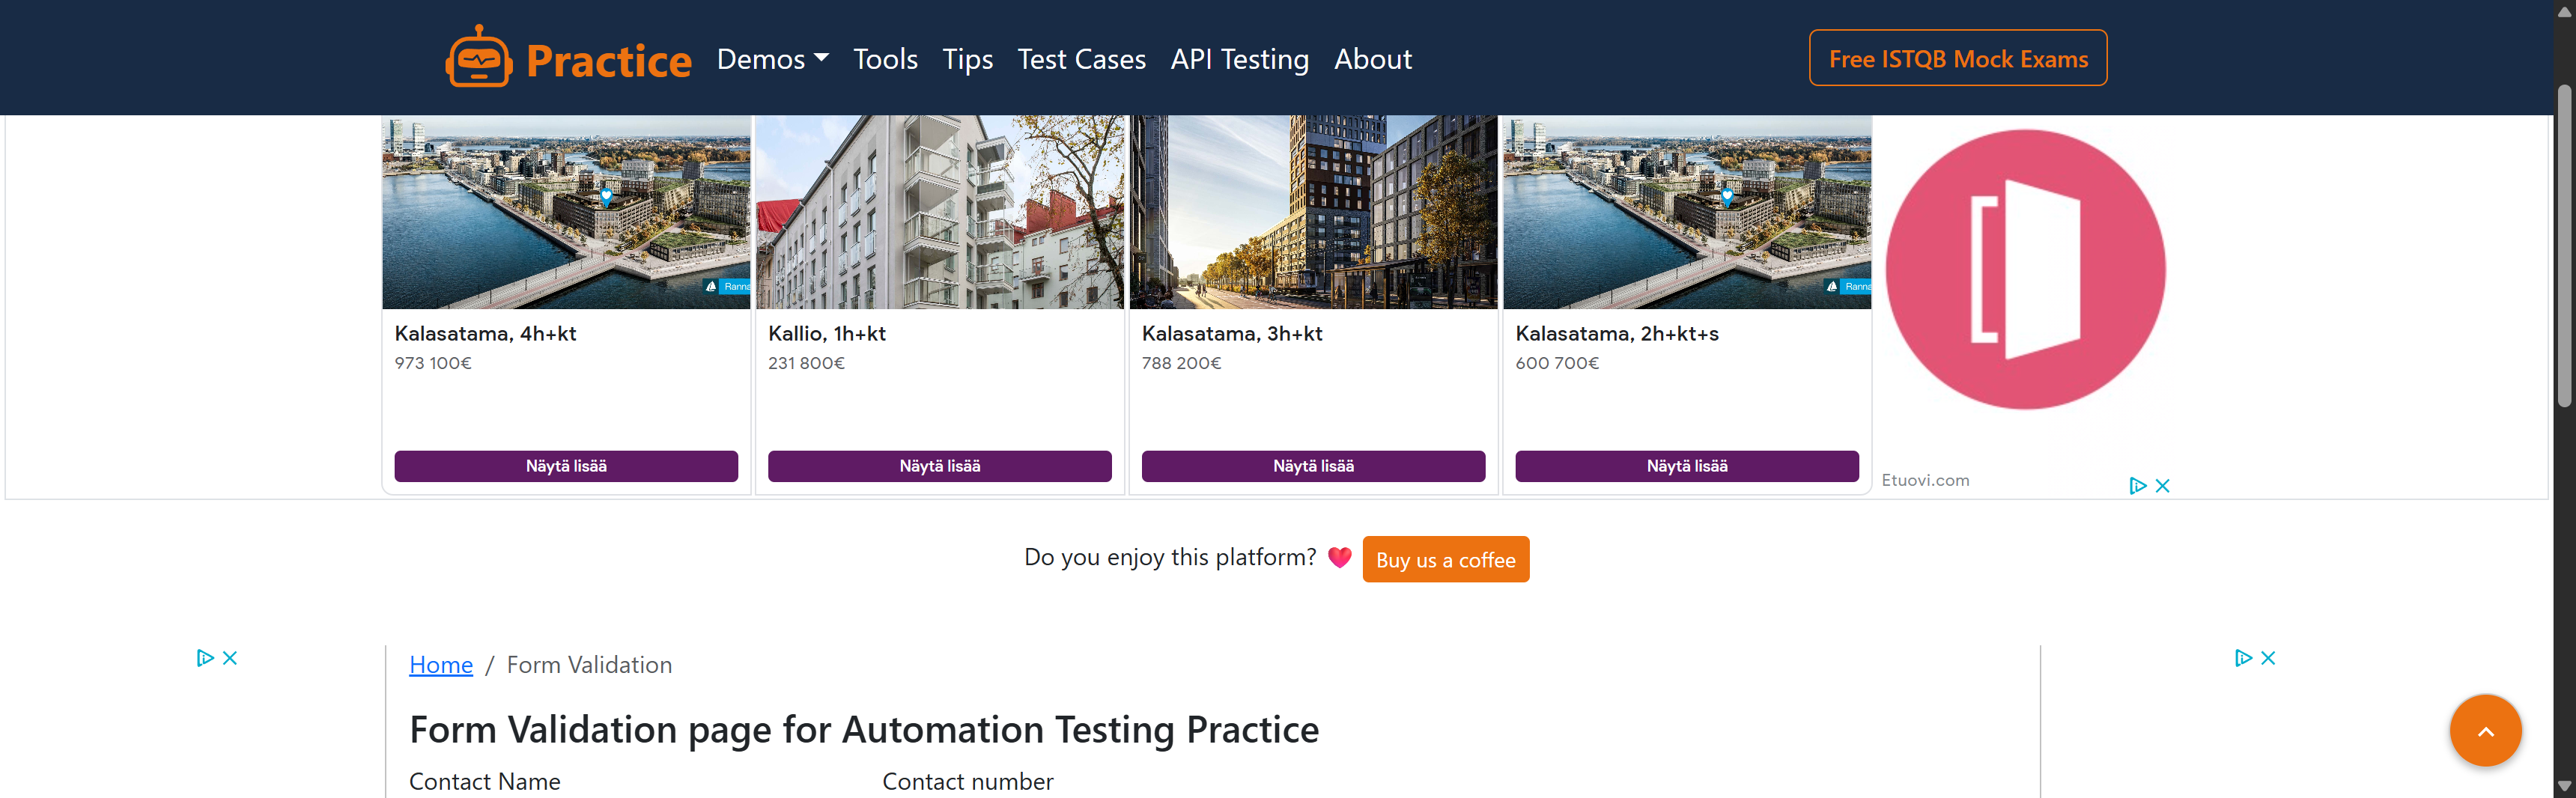 Practice Demos Tools Tips Test Cases API Testing About Free ISTQB Mock Exams
Kalasatama, 4h+kt
973 100€
Näytä lisää
Kallio, 1h+kt
231 800€
Näytä lisää
Kalasatama, 3h+kt
788 200€
Näytä lisää
Kalasatama, 2h+kt+s
600 700€
Näytä lisää
Etuovi.com
Do you enjoy this platform? Buy us a coffee
Home / Form Validation
Form Validation page for Automation Testing Practice
Contact Name Contact number